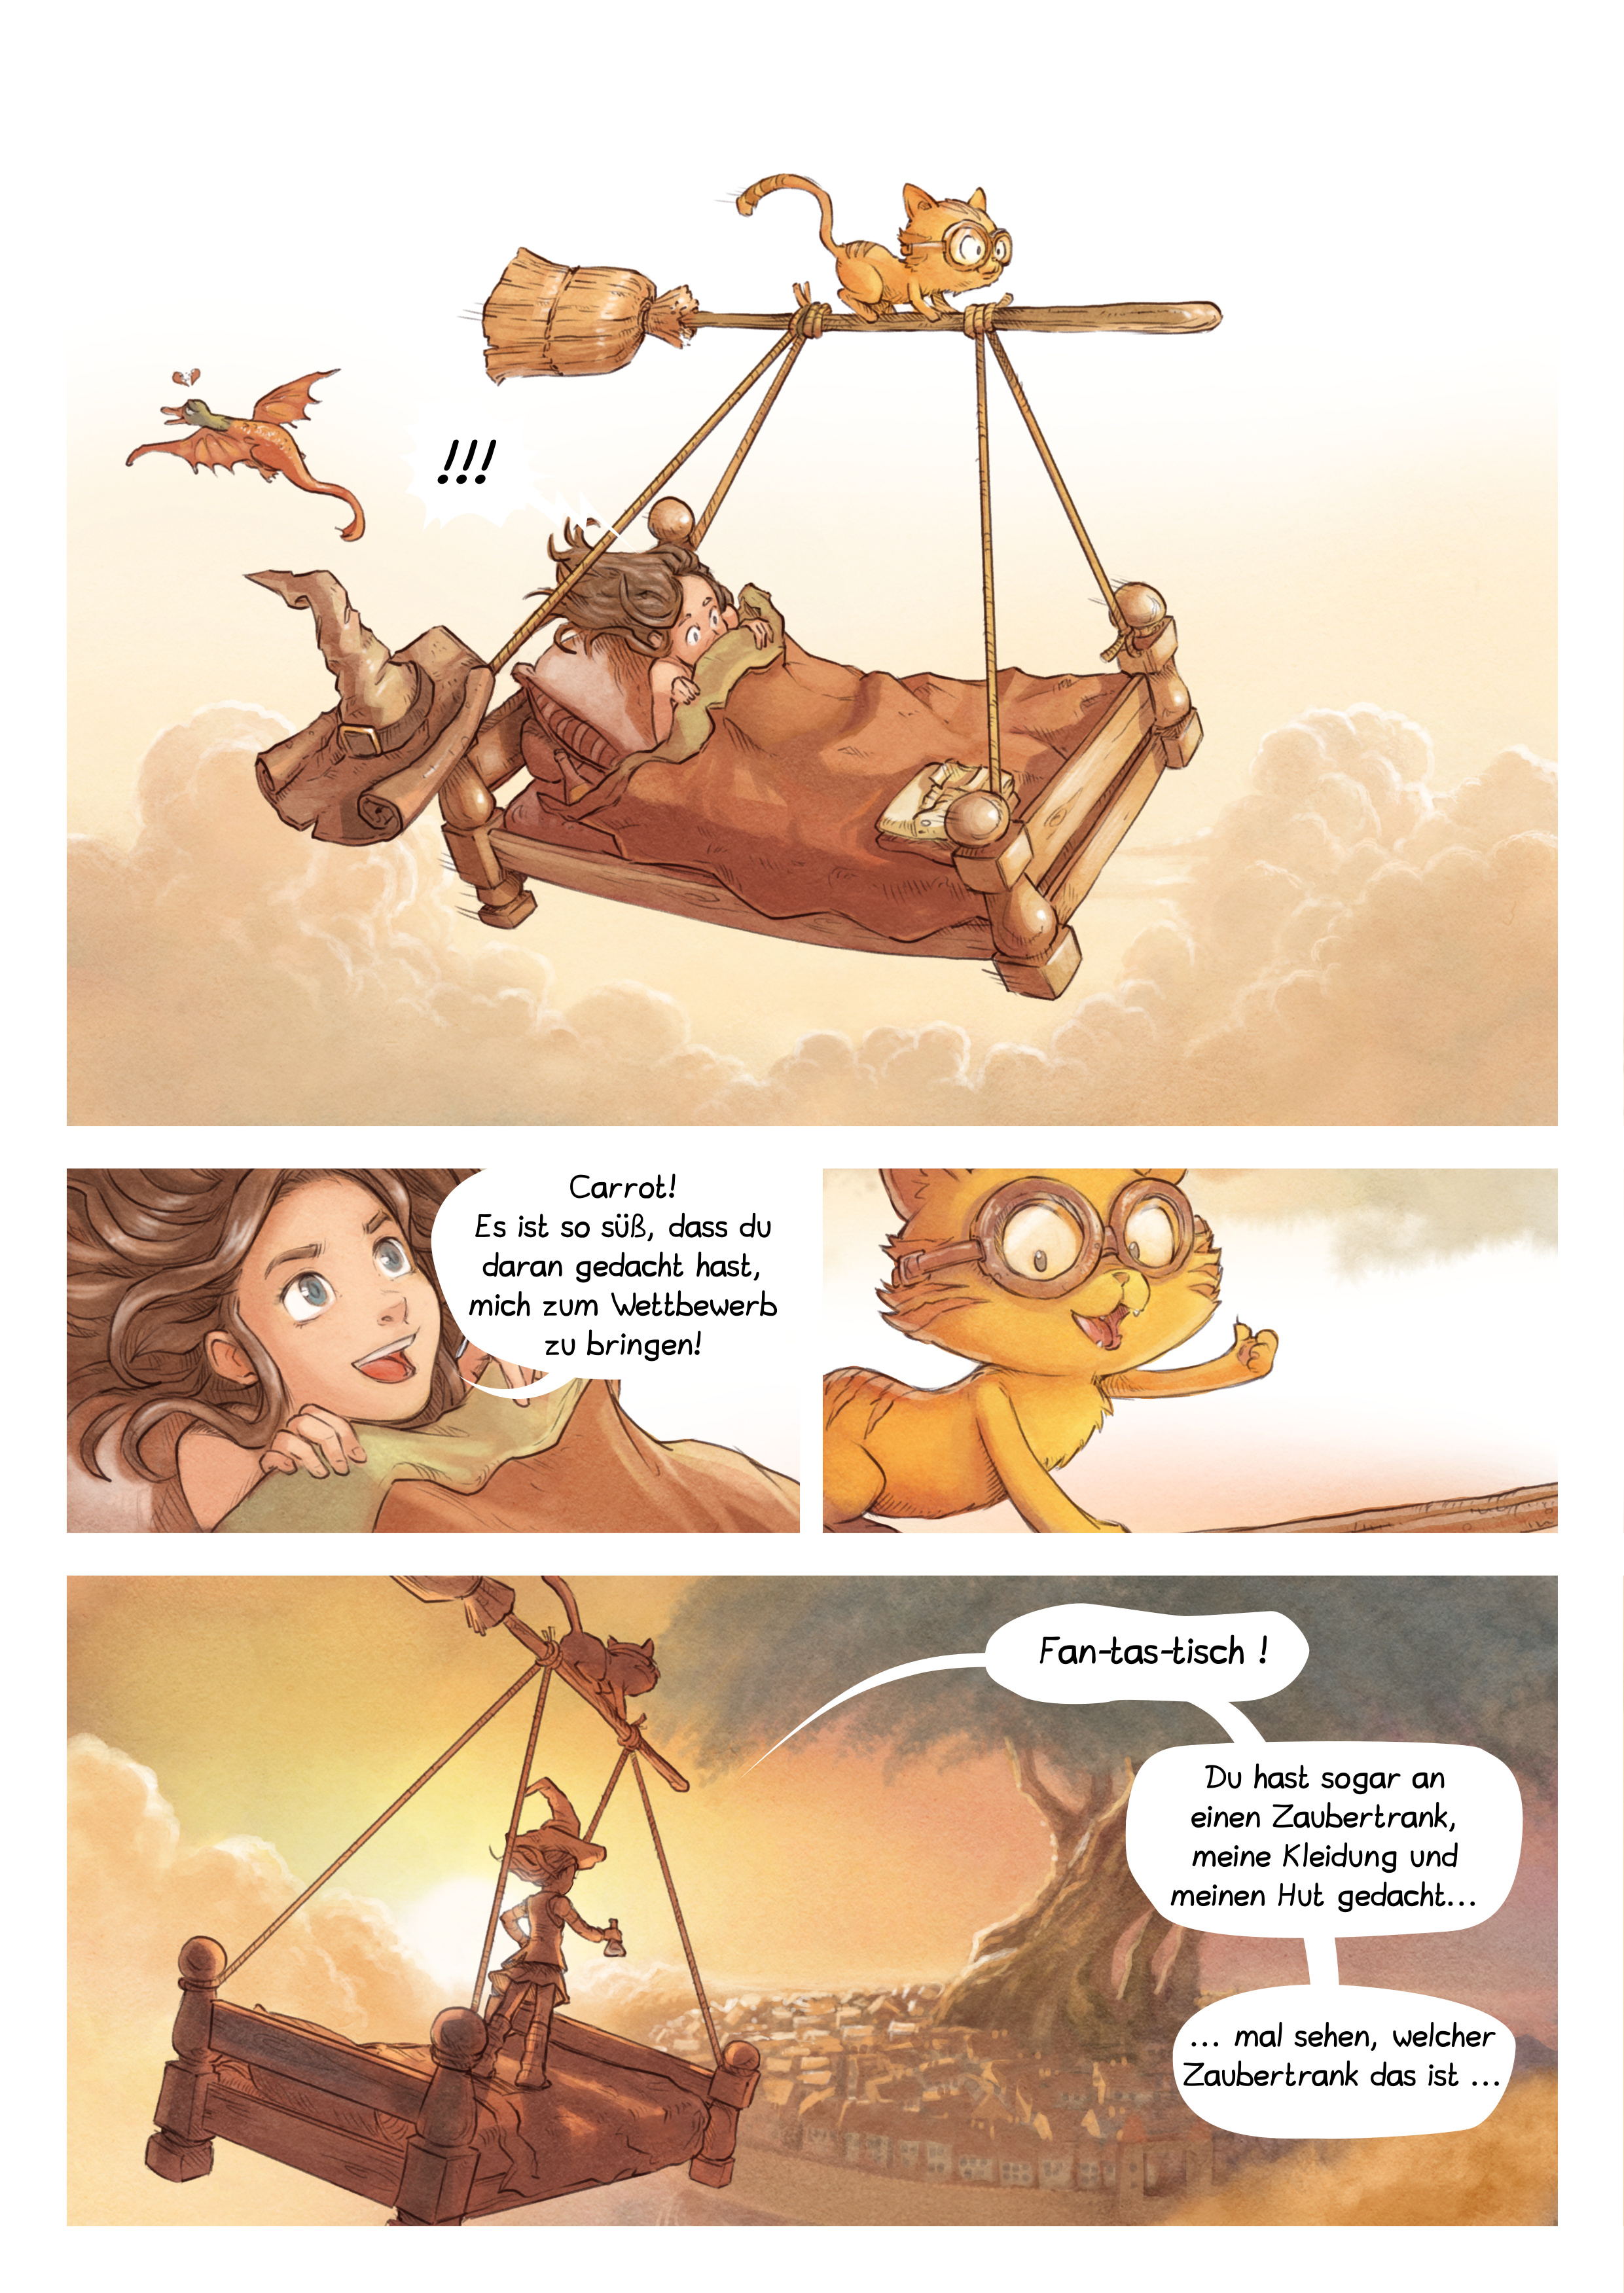 !!!
Carrot!
Es ist so süß, dass du
daran gedacht hast,
mich zum Wettbewerb
zu bringen!
Fan-tas-tisch !
Du hast sogar an
einen Zaubertrank,
meine Kleidung und
meinen Hut gedacht...
... mal sehen, welcher
Zaubertrank das ist ...